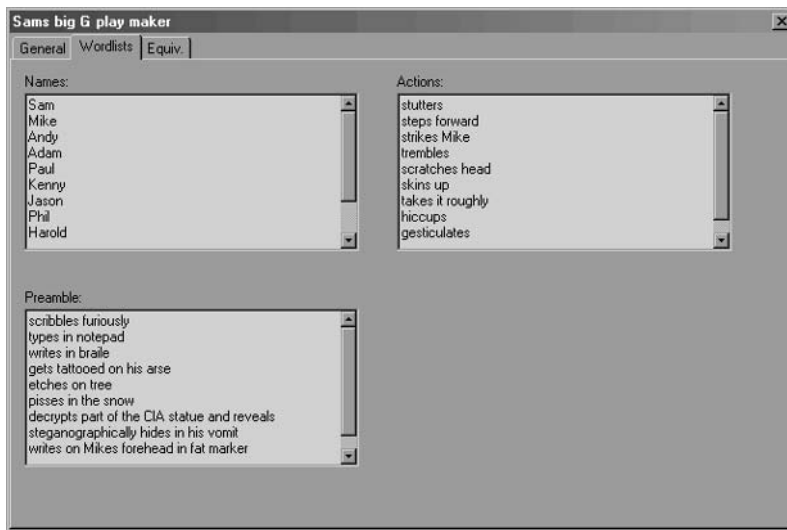 Sams big G play maker
General Wordlists Equiv.
Names:
Sam
Mike
Andy
Adam
Paul
Kenny
Jason
Phil
Harold
Actions:
stutters
steps forward
strikes Mike
trembles
scratches head
skins up
takes it roughly
hiccups
gesticulates
Preamble:
scribbles furiously
types in notepad
writes in braile
gets tattooed on his arse
etches on tree
pisses in the snow
decrypts part of the CIA statue and reveals
steganographically hides in his vomit
writes on Mikes forehead in fat marker